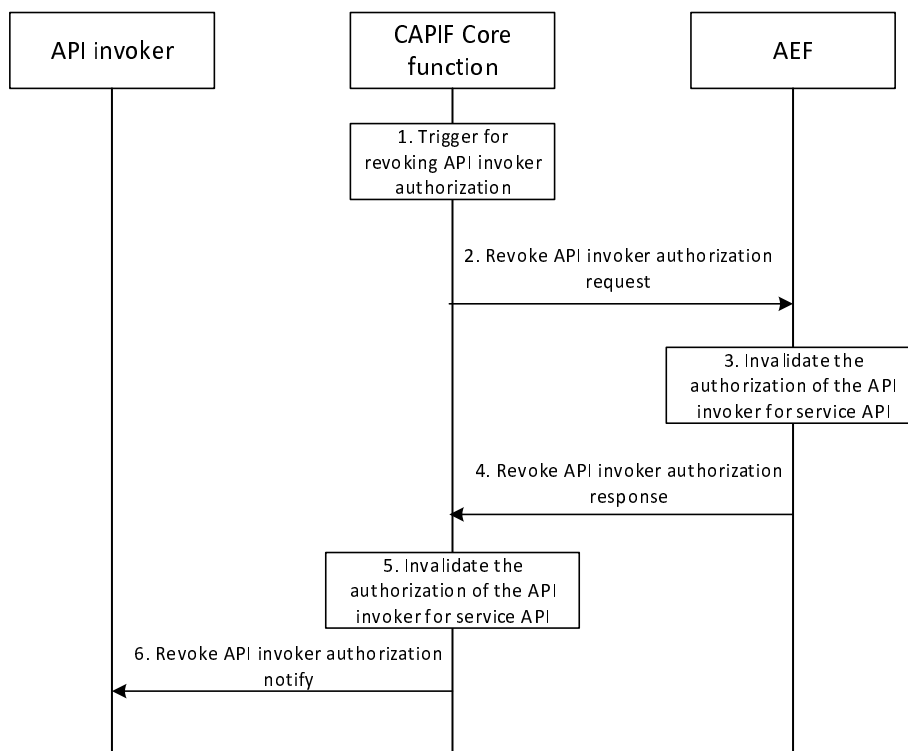 API invoker
CAPIF Core
function
AEF
1. Trigger for
revoking API invoker
authorization
2. Revoke API invoker authorization
request
3. Invalidate the
authorization of the API
invoker for service API
4. Revoke API invoker authorization
response
5. Invalidate the
authorization of the API
invoker for service API
6. Revoke API invoker authorization
notify